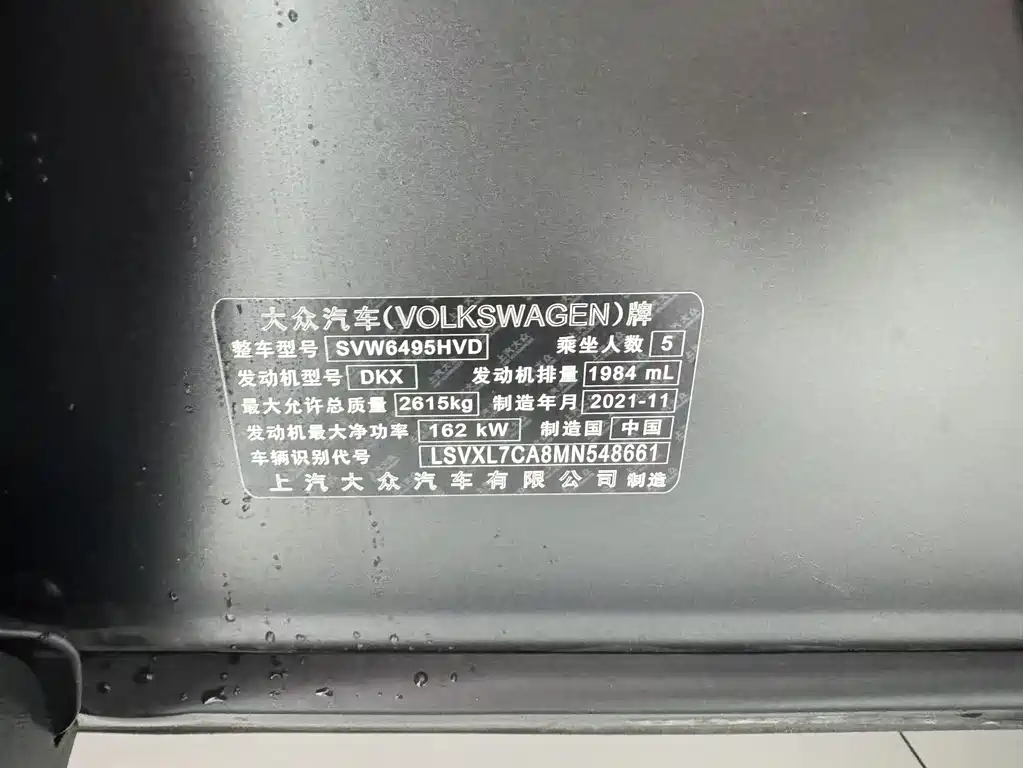 大众汽车(VOLKSWAGEN)牌
整车型号 SVW6495HVD 乘坐人数 5
发动机型号 DKX 发动机排量 1984 mL
最大允许总质量 2615kg 制造年月 2021-11
发动机最大净功率 162 kW 制造国 中国
车辆识别代号 LSVXL7CA8MN548661
上汽大众汽车有限公司 制造